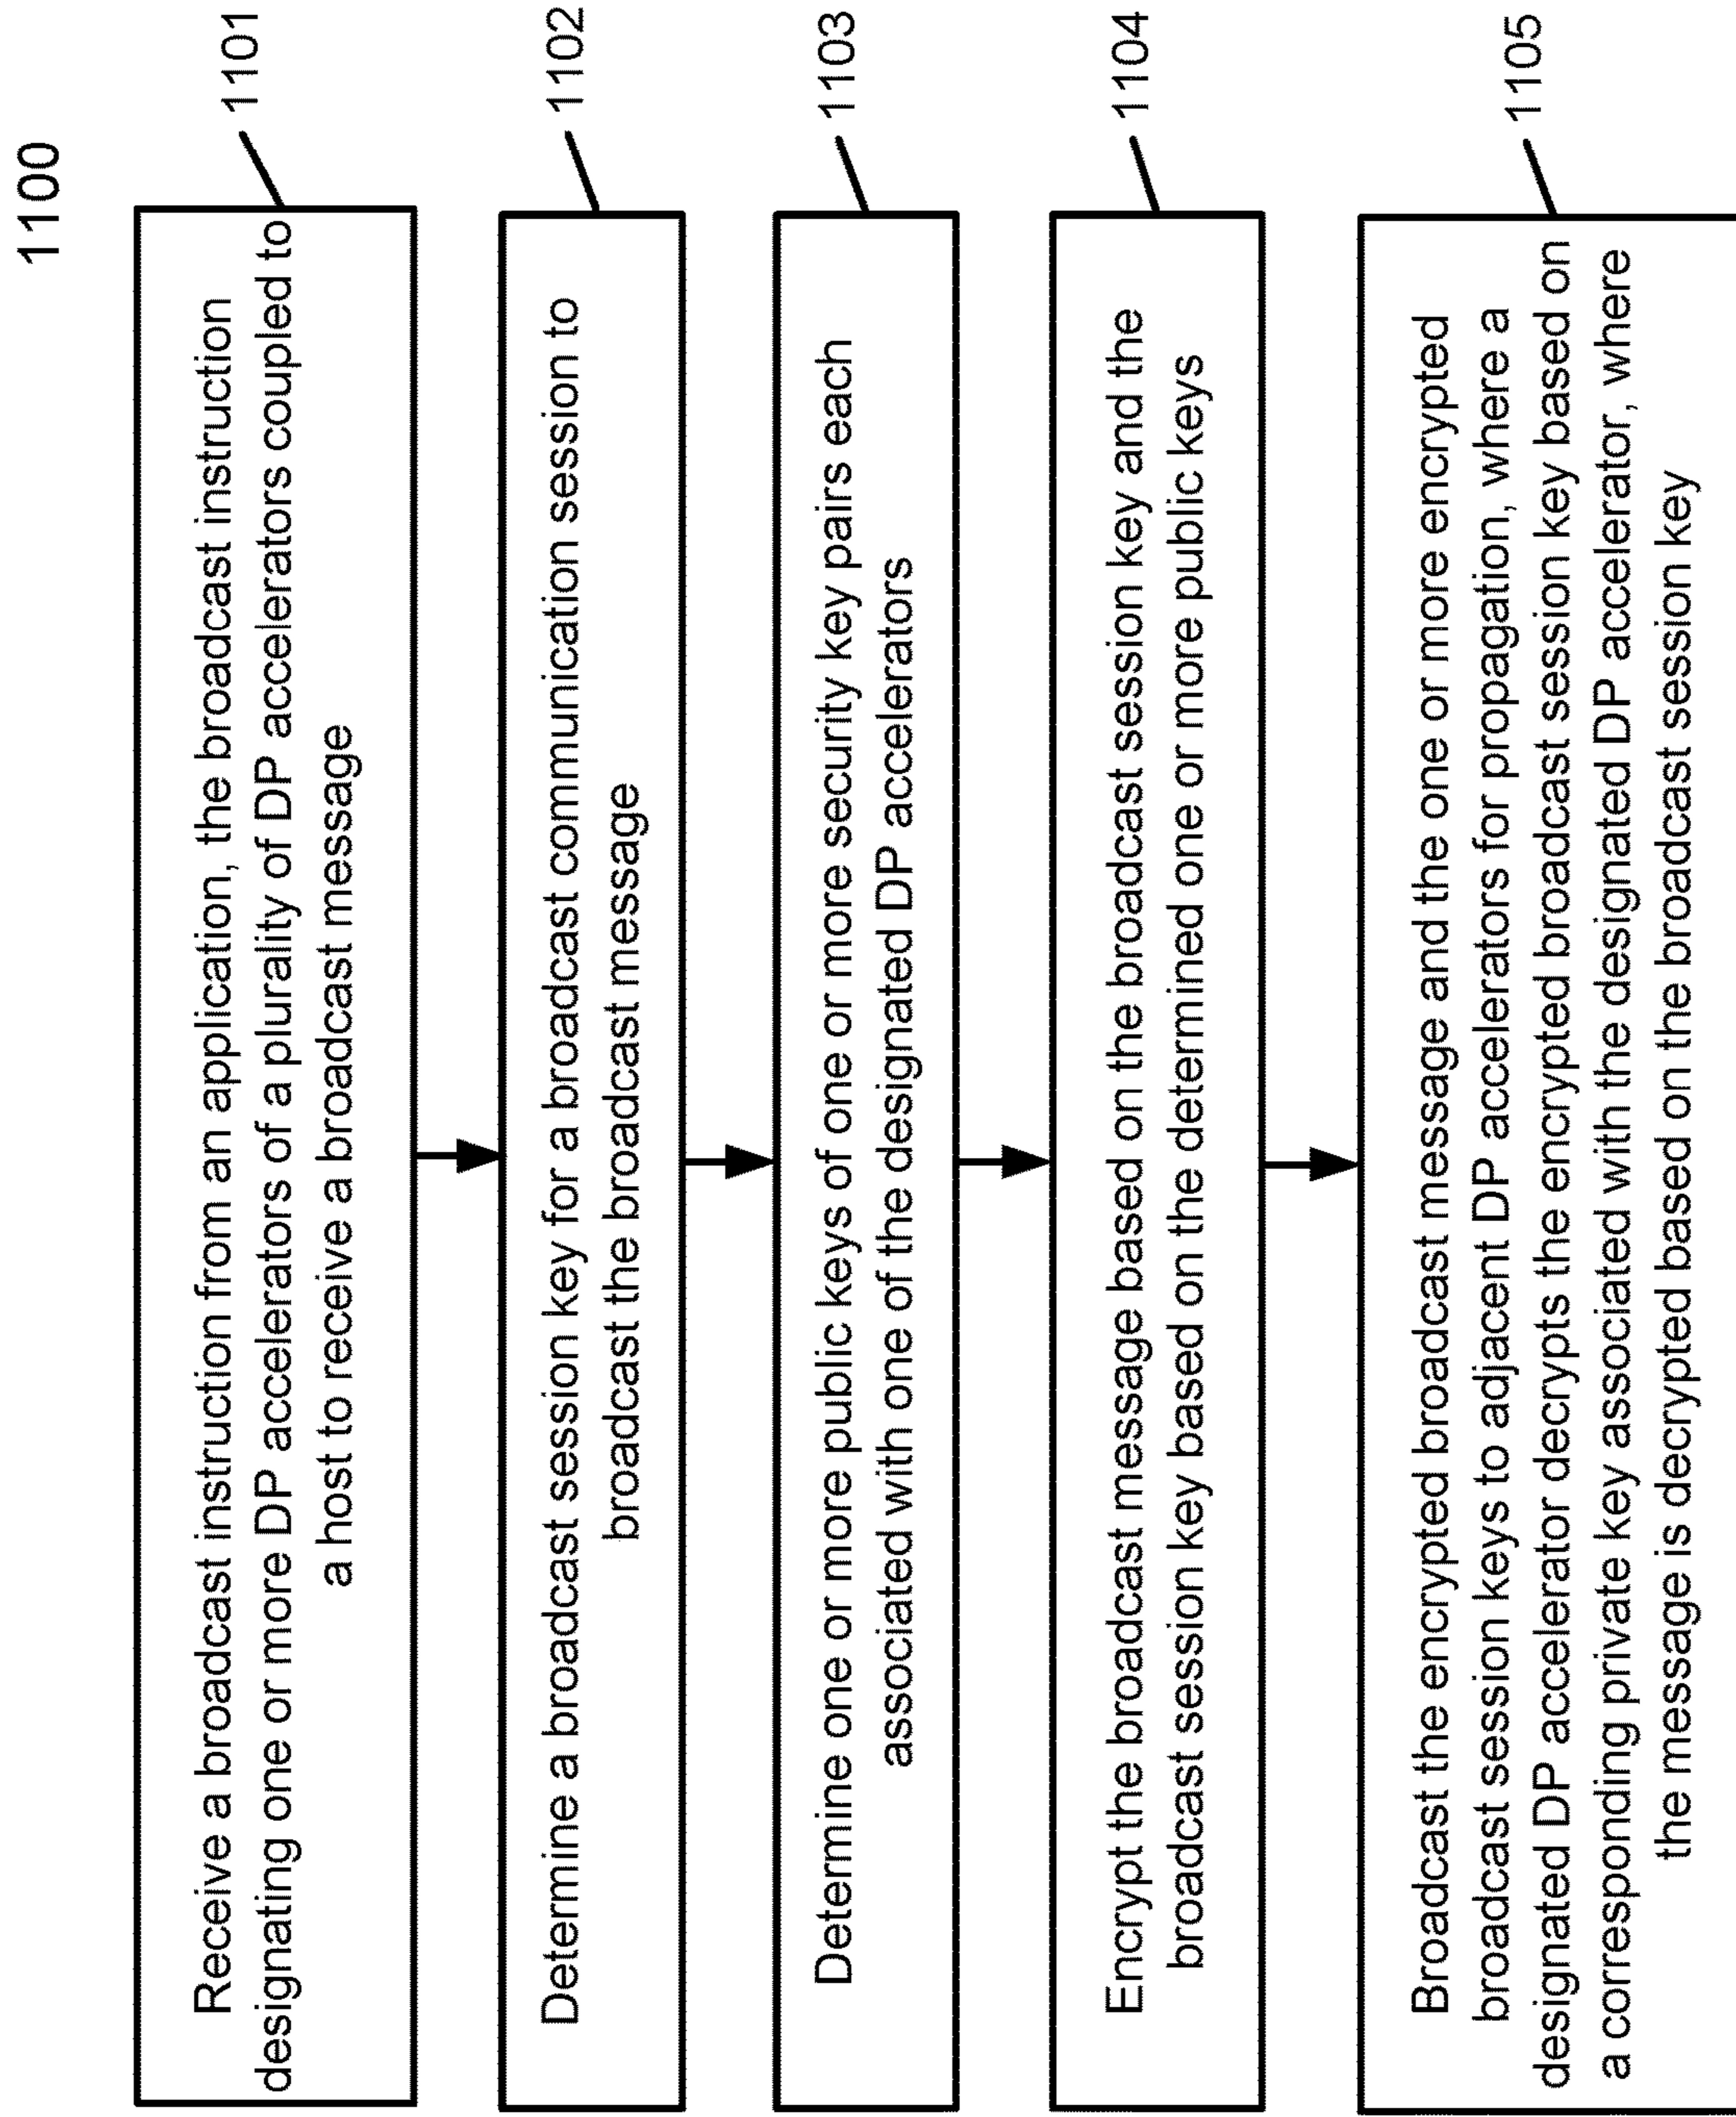 1100
Receive a broadcast instruction from an application, the broadcast instruction
designating one or more DP accelerators of a plurality of DP accelerators coupled to
a host to receive a broadcast message
1101
Determine a broadcast session key for a broadcast communication session to
broadcast the broadcast message
1102
Determine one or more public keys of one or more security key pairs each
associated with one of the designated DP accelerators
1103
Encrypt the broadcast message based on the broadcast session key and the
broadcast session key based on the determined one or more public keys
1104
Broadcast the encrypted broadcast message and the one or more encrypted
broadcast session keys to adjacent DP accelerators for propagation, where a
designated DP accelerator decrypts the encrypted broadcast session key based on
a corresponding private key associated with the designated DP accelerator, where
the message is decrypted based on the broadcast session key
1105